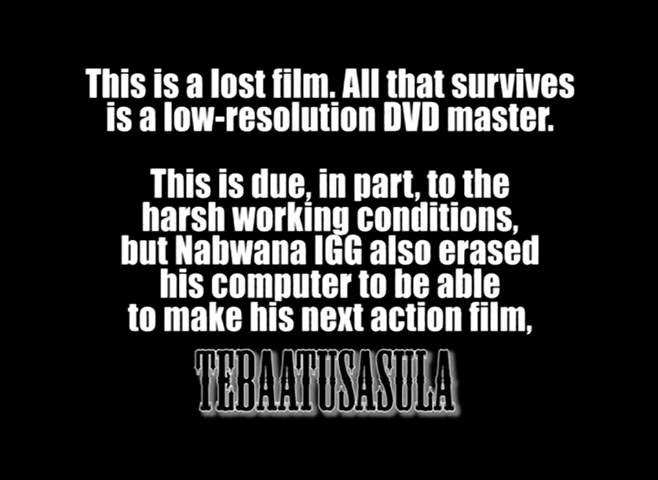 This is a lost film. All that survives
is a low-resolution DVD master.
This is due, in part, to the
harsh working conditions,
but Nabwana IGG also erased
his computer to be able
to make his next action film,
TEBAATUSASULA